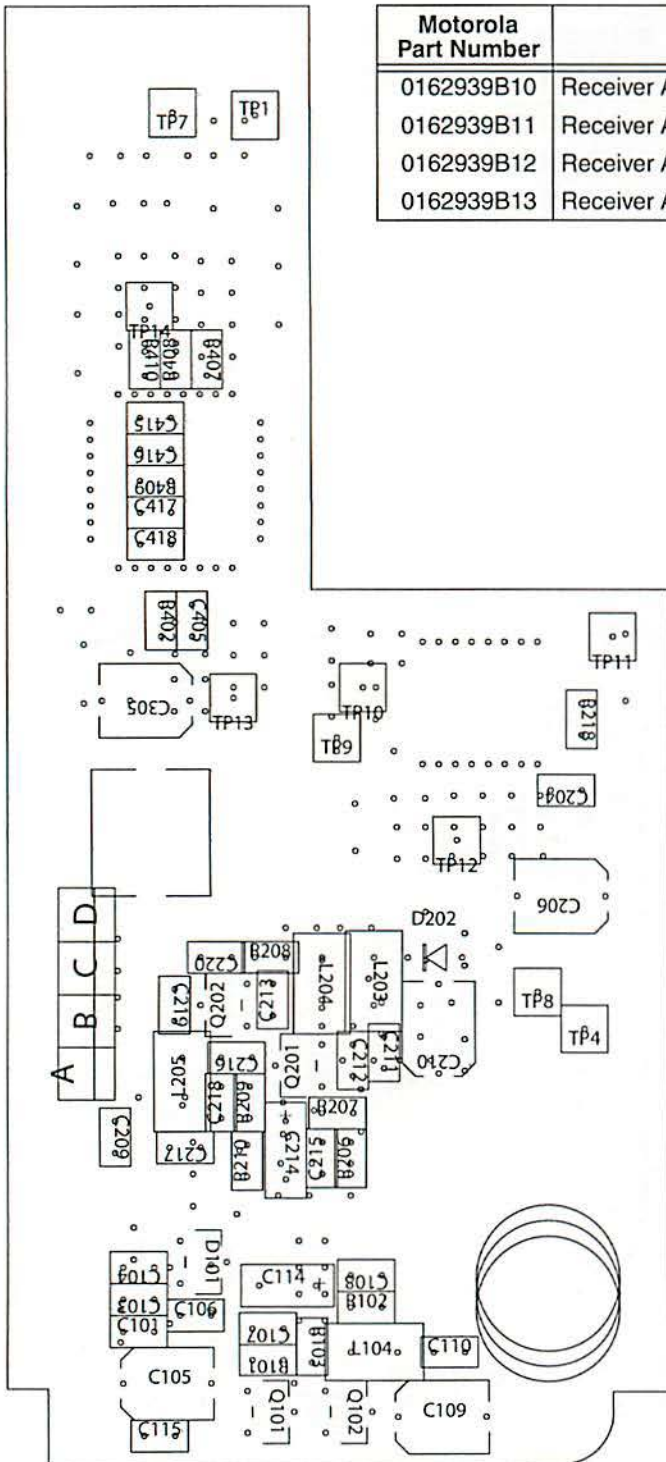 Motorola
Part Number
0162939B10 Receiver A
0162939B11 Receiver A
0162939B12 Receiver A
0162939B13 Receiver A
TP7 TP1
TP14
R410 R408 R407
C415
C416
R409
C417
C418
R402 C405
TP11
C305
TP13
TP10
R218
TP9
C204
TP12
C206
D
C
B
A
D202
C220 R208
L204 L203
C219 Q202 C213
TP8
TP4
C210
C211
C212
Q201
C216
L205
C218 R209
R207
C209
C217
R210
C214
C215
R206
D101
C104
C103
C106
C101
C114
C108
R102
C107
R101
R103
C110
C105
Q101 Q102
C109
C115